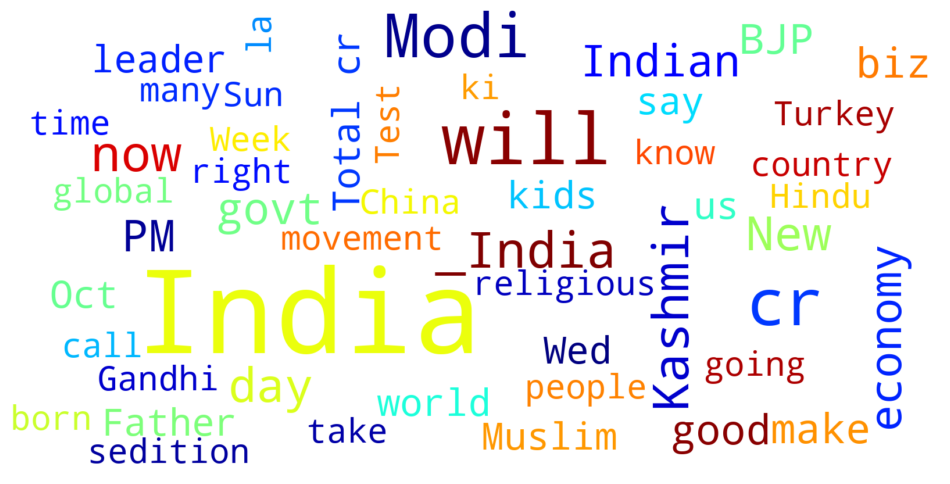 Modi
la
BJP
leader
Indian
biz
many
Sun
Total cr
Test
ki
say
Turkey
time
now
Week
will
know
country
right
global
govt
China
kids
us
Hindu
PM
movement
_India
Kashmir
New
religious
India
Oct
cr
economy
call
Wed
going
Gandhi
day
people
born
Father
world
take
Muslim
good
make
sedition